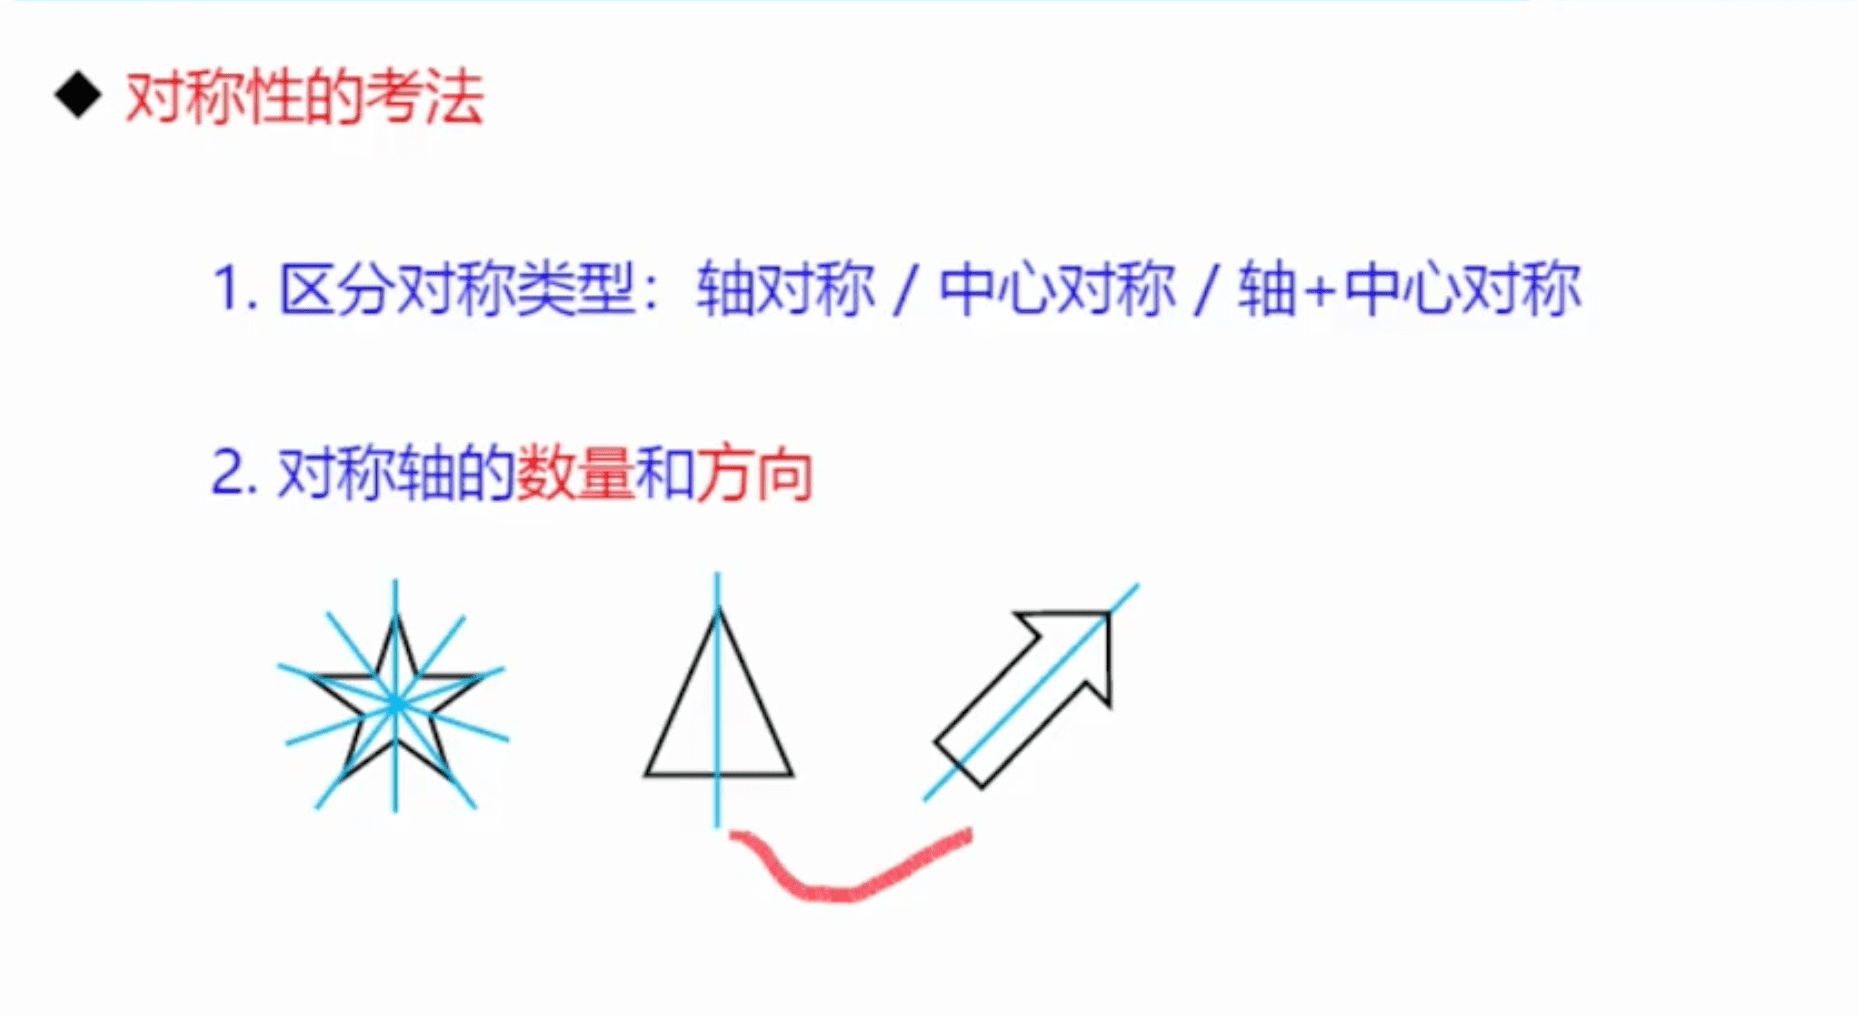 ◆ 对称性的考法
1. 区分对称类型：轴对称 / 中心对称 / 轴+中心对称
2. 对称轴的数量和方向